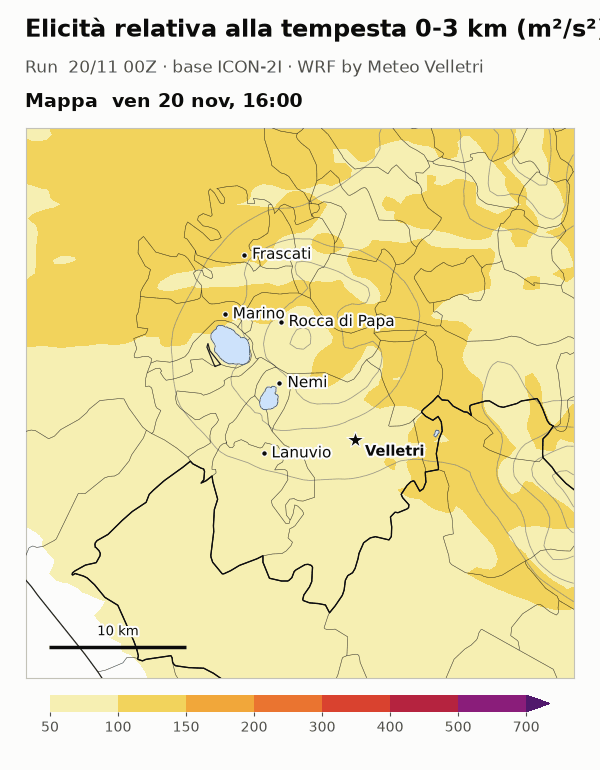 Elicità relativa alla tempesta 0-3 km (m²/s²)
Run  20/11 00Z · base ICON-2I · WRF by Meteo Velletri
Mappa  ven 20 nov, 16:00
Frascati
Marino
Rocca di Papa
Nemi
Lanuvio
Velletri
10 km
50 100 150 200 300 400 500 700